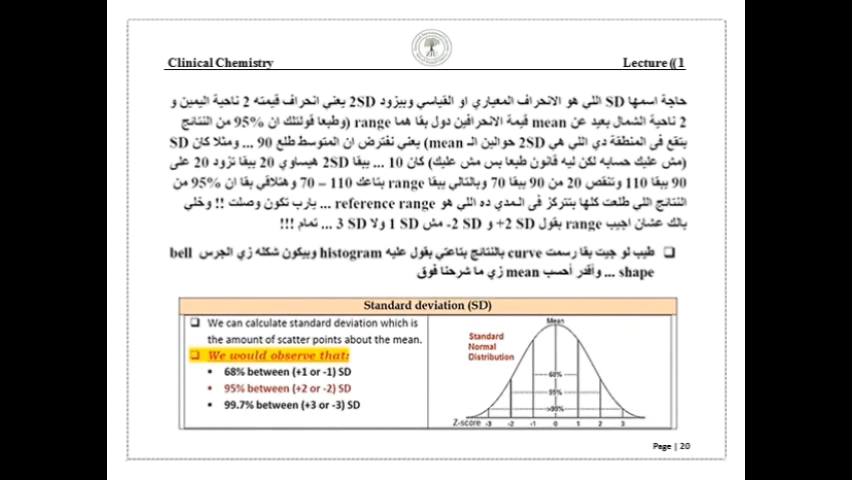 Clinical Chemistry
Lecture ((1
حاجة اسمها SD اللي هو الانحراف المعياري او القياسي وبيزود 2SD يعني انحراف قيمته 2 ناحية اليمين و
2 ناحية الشمال بعيد عن mean قيمة الانحرافين دول بقا هما range (وطبعا قولتلك ان 95% من النتائج
بتقع فى المنطقة دي اللي هي 2SD حوالين الـ mean) يعني نفترض ان المتوسط طلع 90 ... ومثلا كان SD
(مش عليك حسابه لكن ليه قانون طبعا بس مش عليك) كان 10 ... يبقا 2SD هيساوي 20 يبقا تزود 20 على
90 يبقا 110 وتنقص 20 من 90 يبقا 70 وبالتالي يبقا range بتاعك 110 – 70 وهتلاقي بقا ان 95% من
النتائج اللي طلعت كلها بتتركز فى المدي ده اللي هو reference range ... يارب تكون وصلت !! وخلي
بالك عشان اجيب range بقول 2 SD+ و 2 SD- مش 1 SD ولا 3 SD ... تمام !!!
❑ طيب لو جيت بقا رسمت curve بالنتائج بتاعتي بقول عليه histogram وبيكون شكله زي الجرس bell
shape ... وأقدر أحسب mean زي ما شرحنا فوق
Standard deviation (SD)
❑ We can calculate standard deviation which is
the amount of scatter points about the mean.
❑ We would observe that:
• 68% between (+1 or -1) SD
• 95% between (+2 or -2) SD
• 99.7% between (+3 or -3) SD
Mean
Standard
Normal
Distribution
68%
95%
>99%
Z-score -3 -2 -1 0 1 2 3
Page | 20